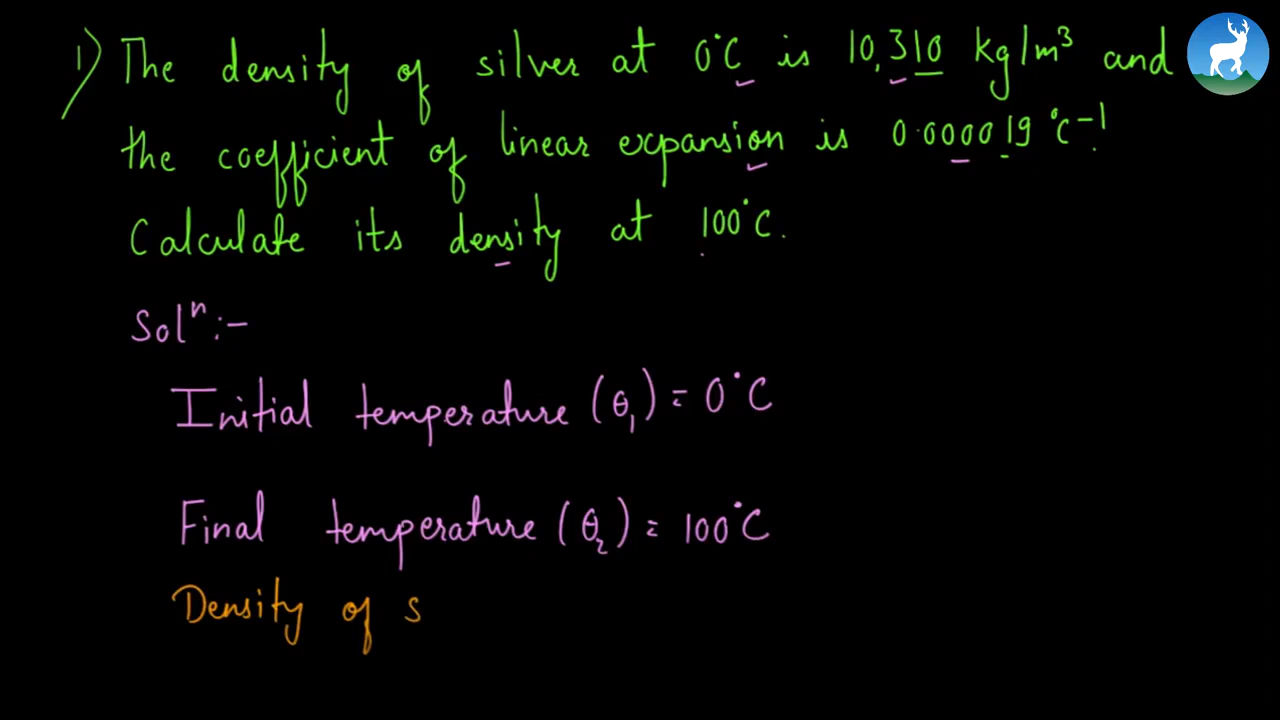 1) The density of silver at 0°C is 10,310 kg/m³ and
the coefficient of linear expansion is 0.000019 °C⁻¹.
Calculate its density at 100°C.
Solⁿ:-
Initial temperature (θ₁) = 0°C
Final temperature (θ₂) = 100°C
Density of s